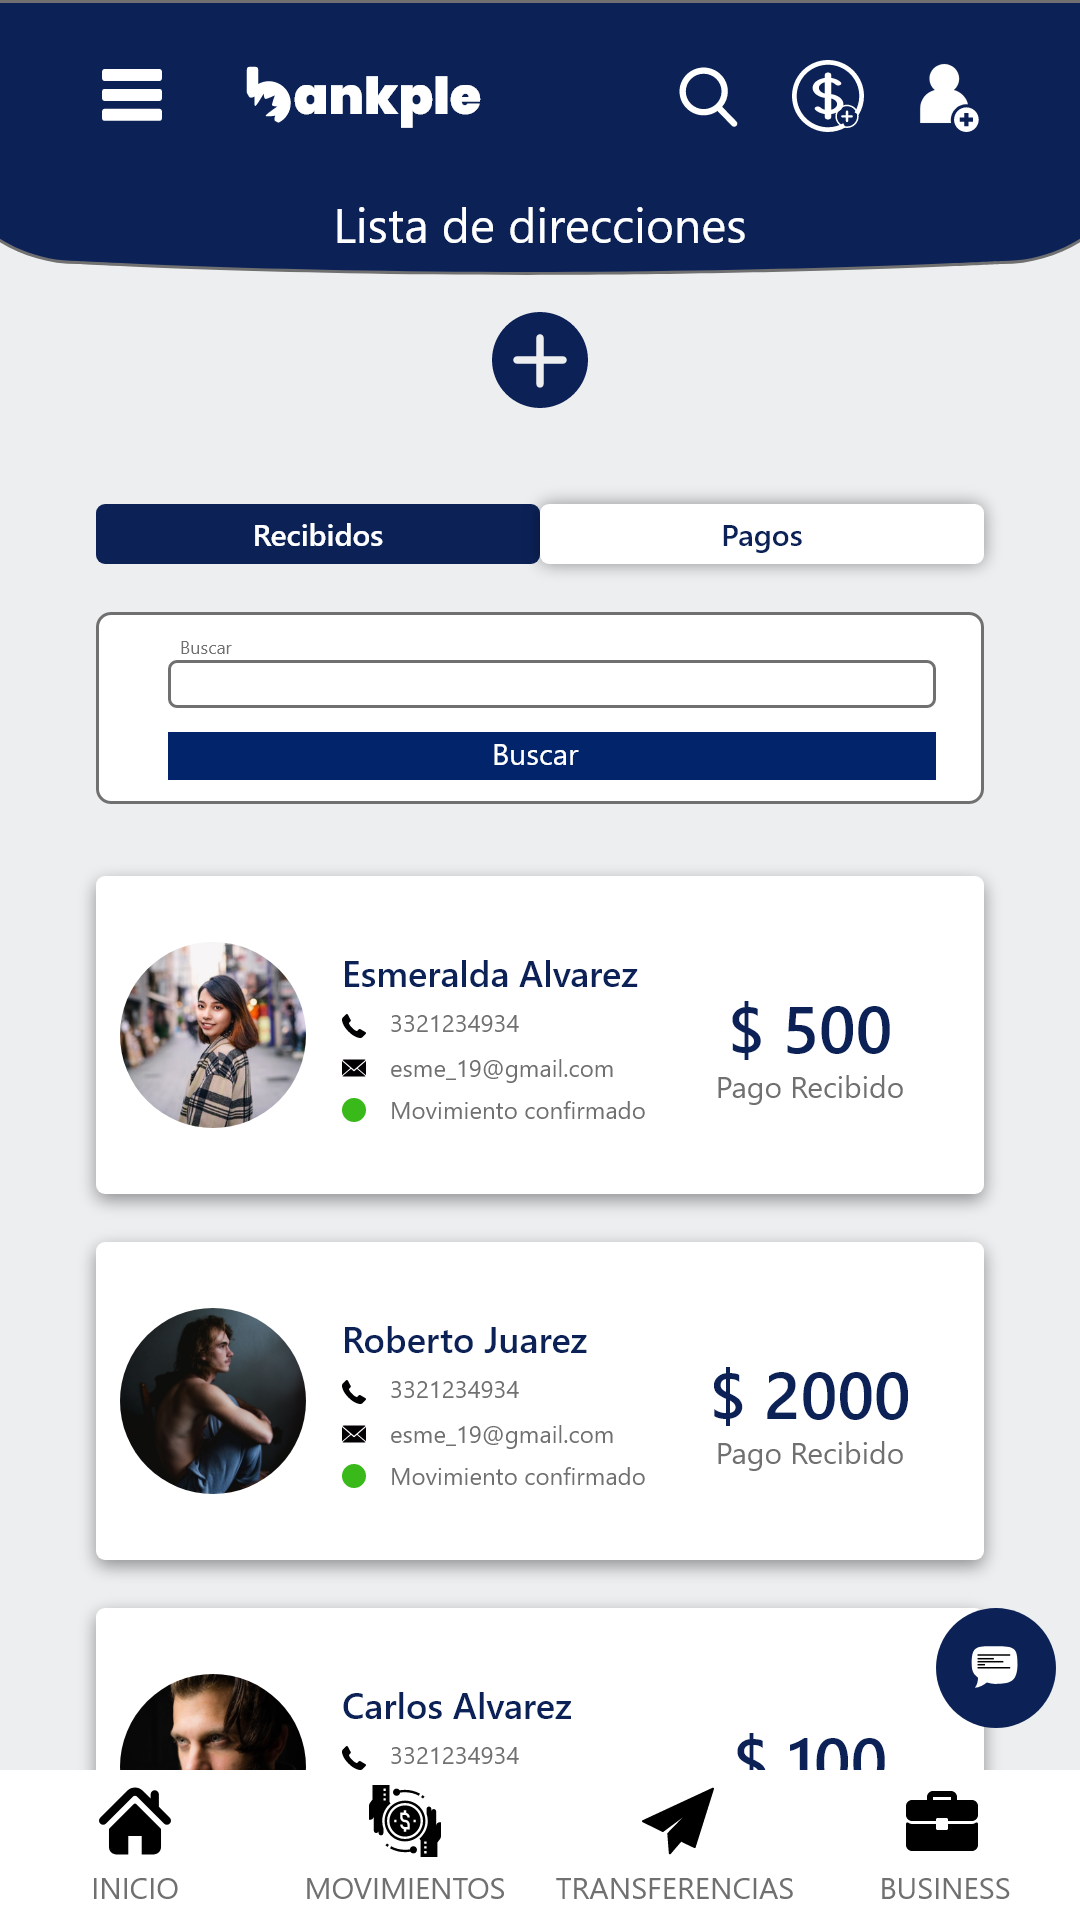 bankple
Lista de direcciones
Recibidos
Pagos
Buscar
Buscar
Esmeralda Alvarez
3321234934
esme_19@gmail.com
Movimiento confirmado
$ 500
Pago Recibido
Roberto Juarez
3321234934
esme_19@gmail.com
Movimiento confirmado
$ 2000
Pago Recibido
Carlos Alvarez
3321234934
$ 100
INICIO
MOVIMIENTOS
TRANSFERENCIAS
BUSINESS